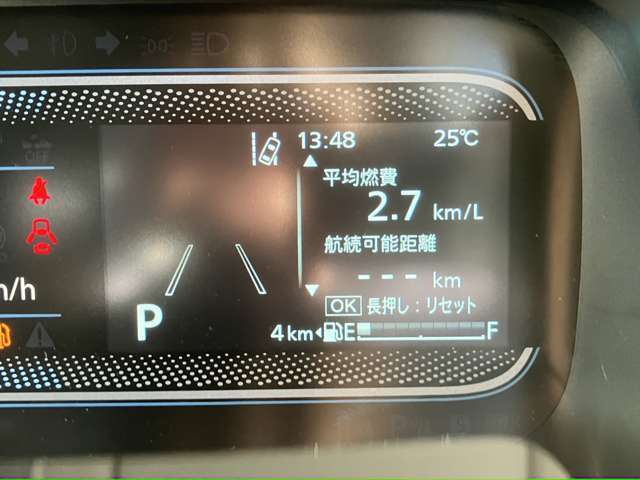 13:48 25℃
平均燃費
2.7 km/L
航続可能距離
--- km
OK 長押し:リセット
m/h
P
4km E F